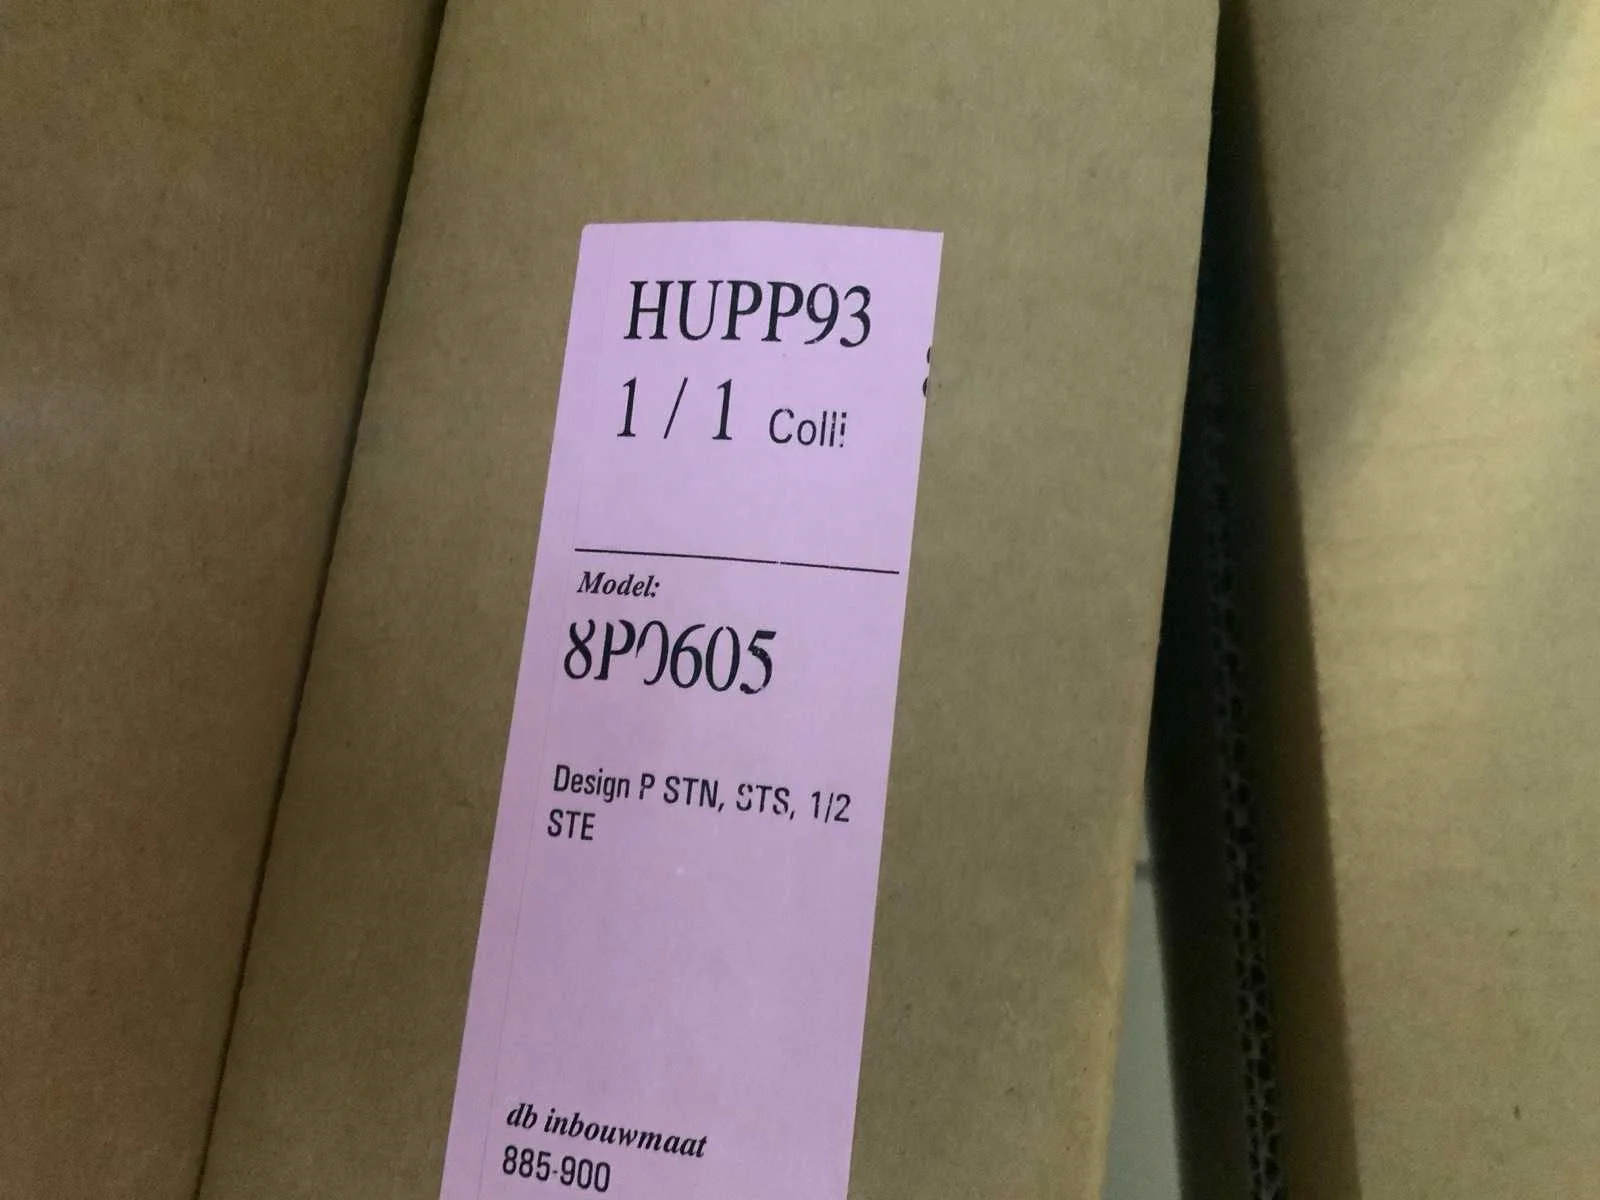 HUPP93
1 / 1 Colli
Model:
8P0605
Design P STN, STS, 1/2
STE
db inbouwmaat
885-900